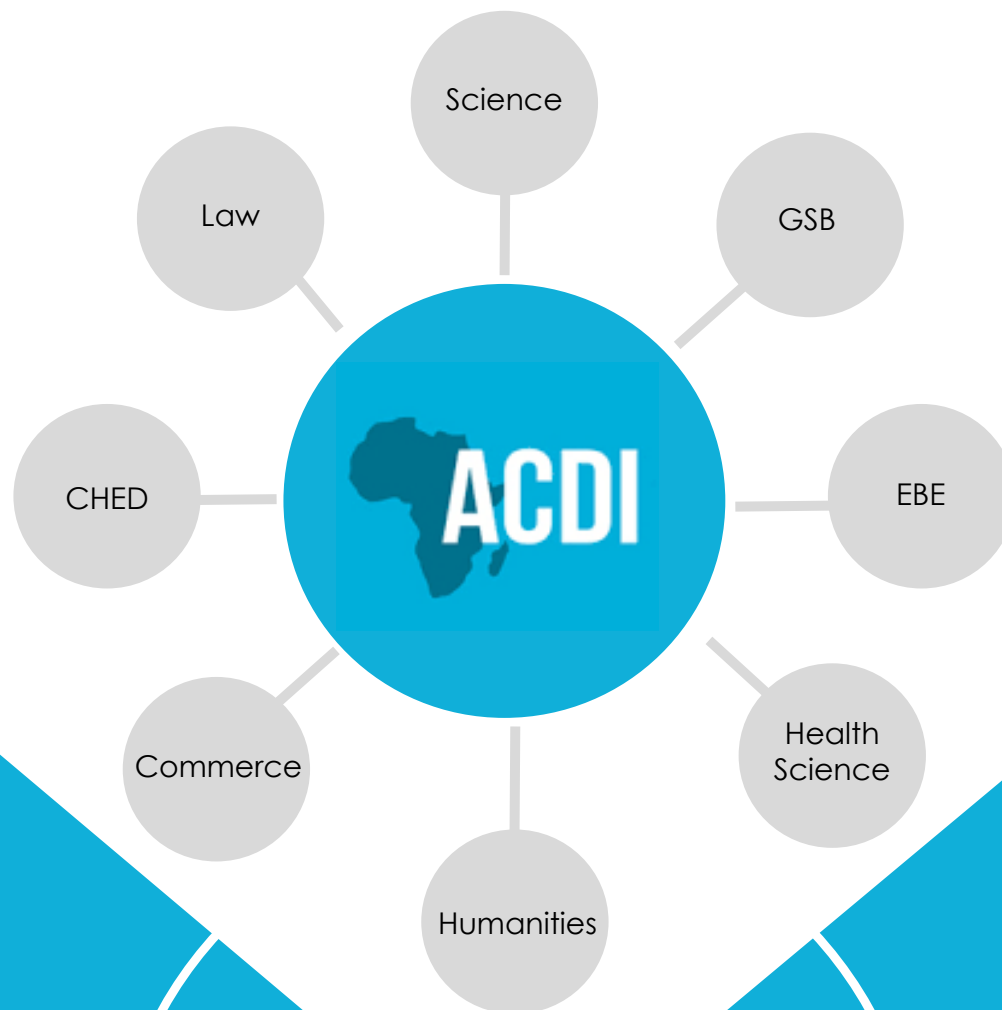 Science
Law
GSB
ACDI
CHED
EBE
Health
Science
Commerce
Humanities